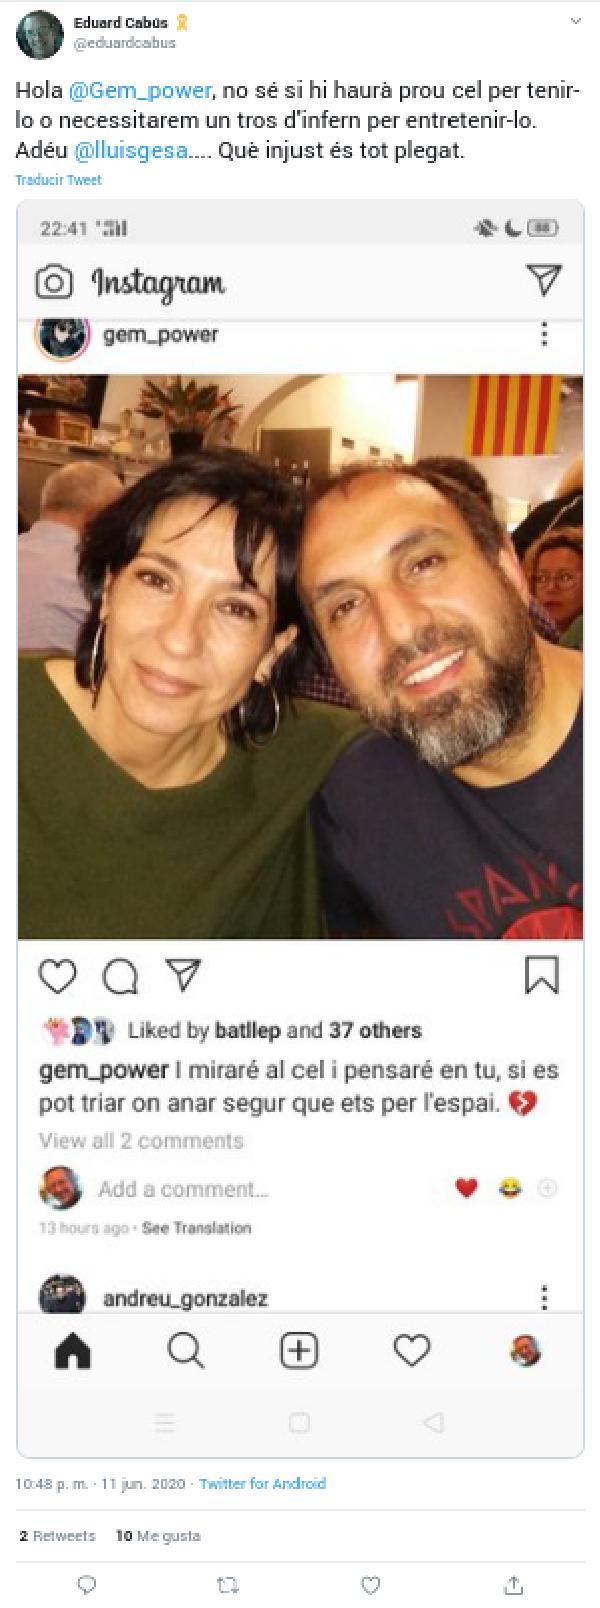 Eduard Cabús 🎗
@eduardcabus
Hola @Gem_power, no sé si hi haurà prou cel per tenir-
lo o necessitarem un tros d'infern per entretenir-lo.
Adéu @lluisgesa.... Què injust és tot plegat.
Traducir Tweet
22:41
88
Instagram
gem_power
SPAN
Liked by batllep and 37 others
gem_power I miraré al cel i pensaré en tu, si es
pot triar on anar segur que ets per l'espai. 💔
View all 2 comments
Add a comment...
13 hours ago • See Translation
andreu_gonzalez
10:48 p. m. · 11 jun. 2020 · Twitter for Android
2 Retweets 10 Me gusta